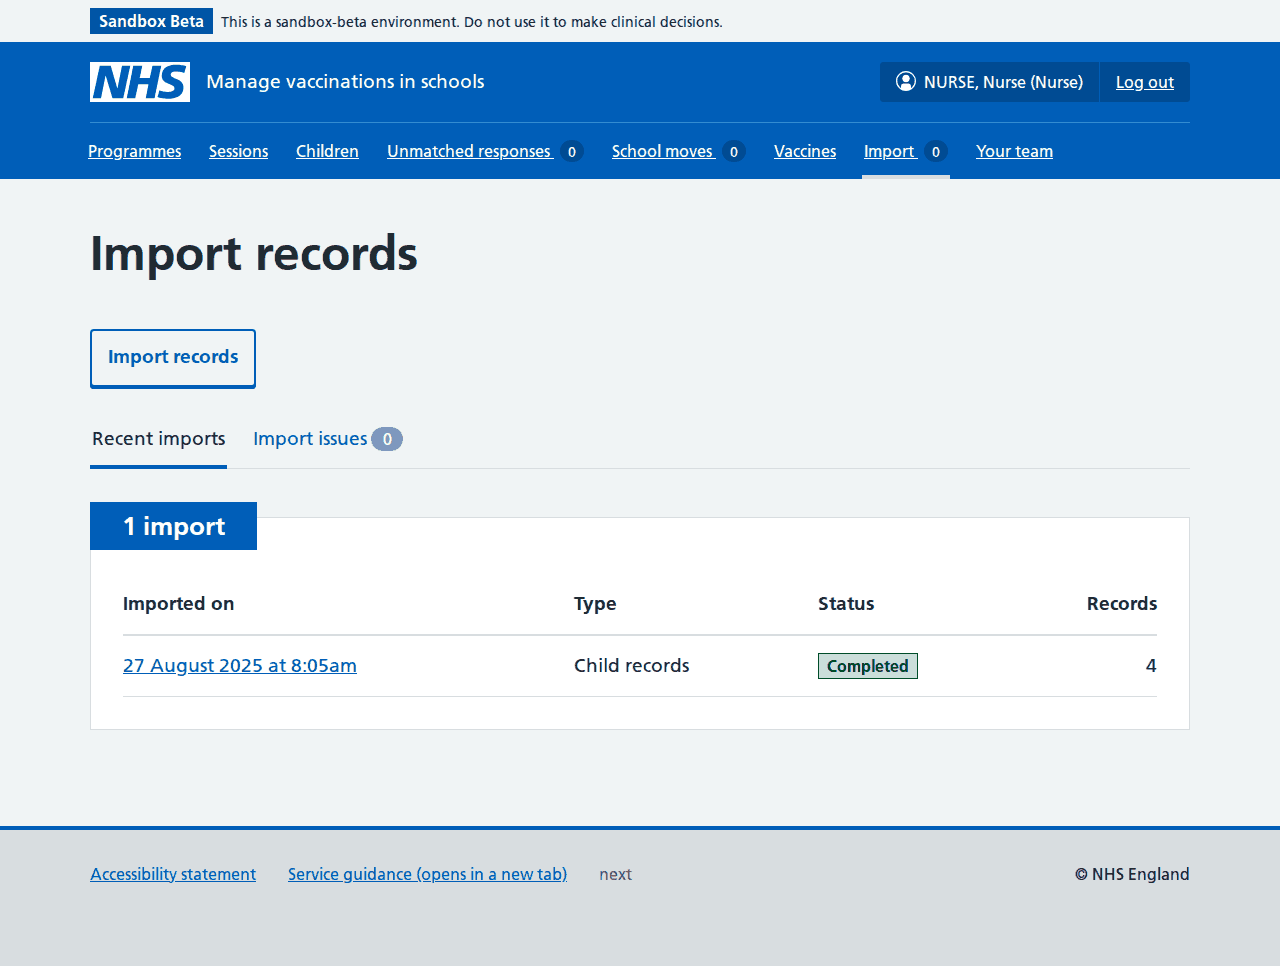 Sandbox Beta This is a sandbox-beta environment. Do not use it to make clinical decisions.
NHS Manage vaccinations in schools NURSE, Nurse (Nurse) Log out
Programmes Sessions Children Unmatched responses 0 School moves 0 Vaccines Import 0 Your team
Import records
Import records
Recent imports Import issues 0
1 import
Imported on Type Status Records
27 August 2025 at 8:05am Child records Completed 4
Accessibility statement Service guidance (opens in a new tab) next © NHS England